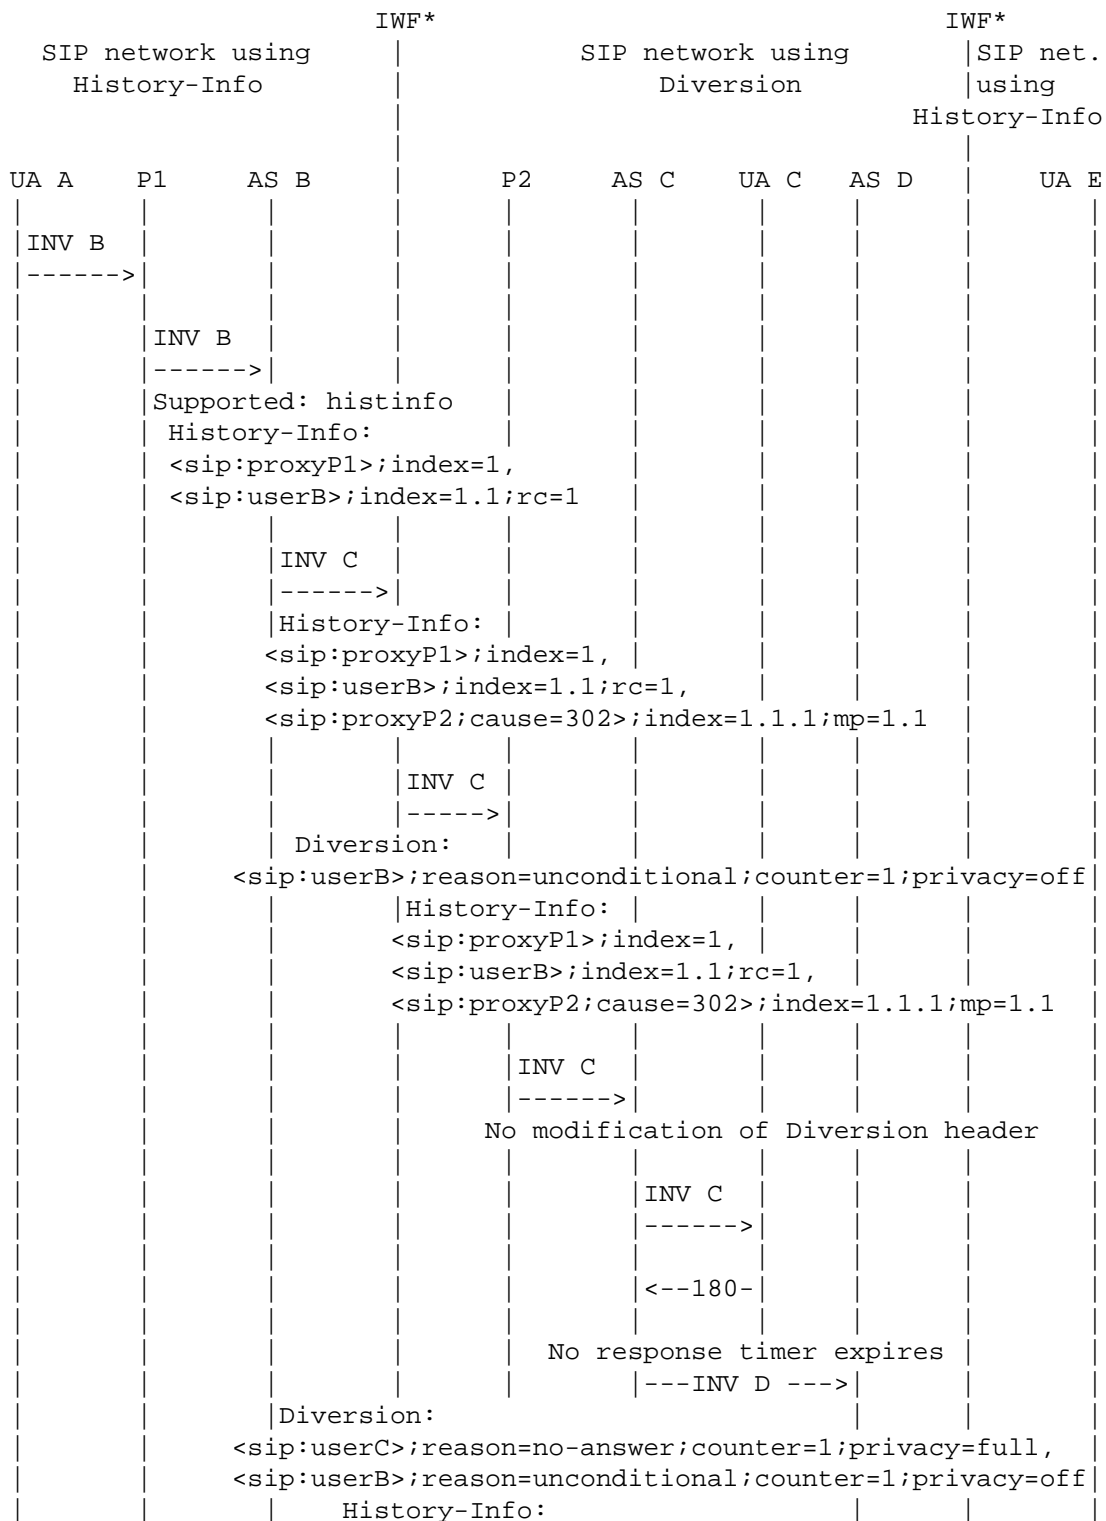 IWF* IWF*
SIP network using | SIP network using |SIP net.
History-Info | Diversion |using
| History-Info
| |
UA A P1 AS B | P2 AS C UA C AS D | UA E
| | | | | | | | | |
|INV B | | | | | | | | |
|------>| | | | | | | | |
| | | | | | | | | |
| |INV B | | | | | | | |
| |------>| | | | | | | |
| |Supported: histinfo | | | | | |
| | History-Info: | | | | | |
| | <sip:proxyP1>;index=1, | | | | |
| | <sip:userB>;index=1.1;rc=1 | | | |
| | | | | | | | | |
| | |INV C | | | | | | |
| | |------>| | | | | | |
| | |History-Info: | | | | | |
| | <sip:proxyP1>;index=1, | | | | | |
| | <sip:userB>;index=1.1;rc=1, | | | |
| | <sip:proxyP2;cause=302>;index=1.1.1;mp=1.1 | |
| | | | | | | | | |
| | | |INV C | | | | | |
| | | |----->| | | | | |
| | | Diversion: | | | | | |
| | <sip:userB>;reason=unconditional;counter=1;privacy=off|
| | | |History-Info: | | | | |
| | | <sip:proxyP1>;index=1, | | | |
| | | <sip:userB>;index=1.1;rc=1, | | |
| | | <sip:proxyP2;cause=302>;index=1.1.1;mp=1.1 |
| | | | | | | | | |
| | | | |INV C | | | | |
| | | | |------>| | | | |
| | | | No modification of Diversion header |
| | | | | | | | | |
| | | | | |INV C | | | |
| | | | | |------>| | | |
| | | | | | | | | |
| | | | | |<--180-| | | |
| | | | | | | | | |
| | | | | No response timer expires | |
| | | | | |---INV D --->| | |
| | |Diversion: | | |
| | <sip:userC>;reason=no-answer;counter=1;privacy=full, |
| | <sip:userB>;reason=unconditional;counter=1;privacy=off|
| | | History-Info: | | |